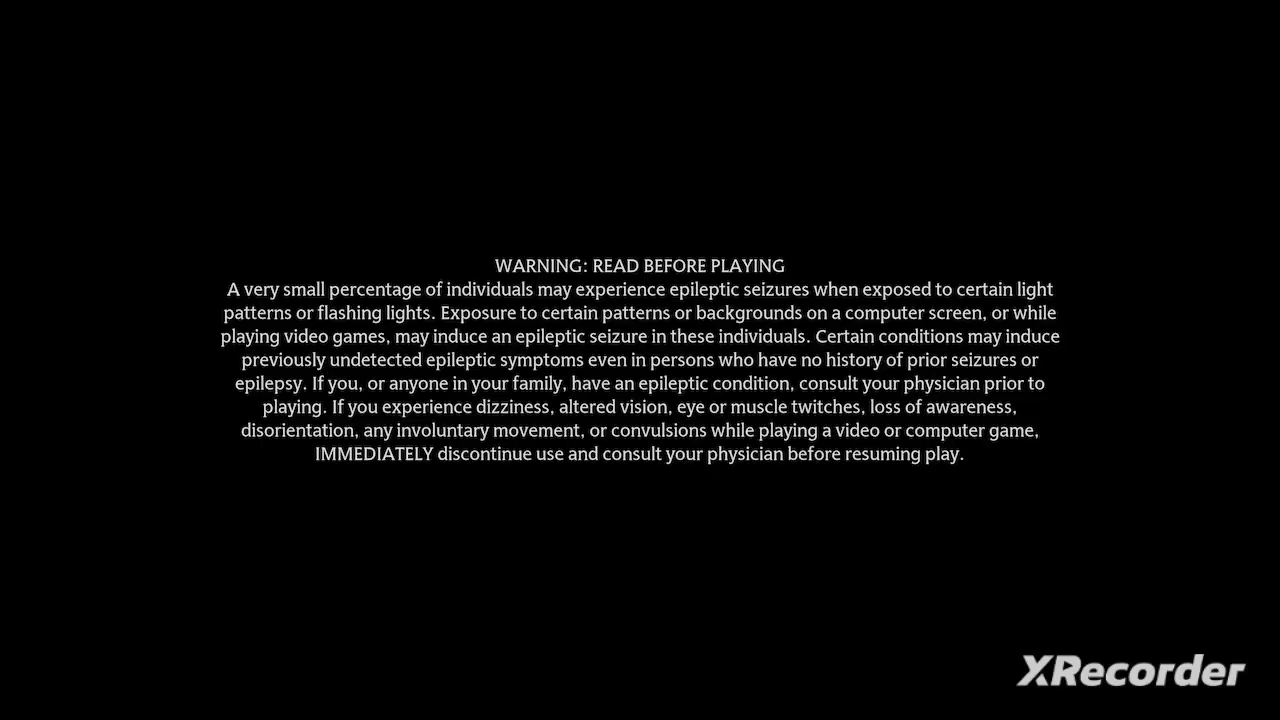 WARNING: READ BEFORE PLAYING
A very small percentage of individuals may experience epileptic seizures when exposed to certain light
patterns or flashing lights. Exposure to certain patterns or backgrounds on a computer screen, or while
playing video games, may induce an epileptic seizure in these individuals. Certain conditions may induce
previously undetected epileptic symptoms even in persons who have no history of prior seizures or
epilepsy. If you, or anyone in your family, have an epileptic condition, consult your physician prior to
playing. If you experience dizziness, altered vision, eye or muscle twitches, loss of awareness,
disorientation, any involuntary movement, or convulsions while playing a video or computer game,
IMMEDIATELY discontinue use and consult your physician before resuming play.
XRecorder